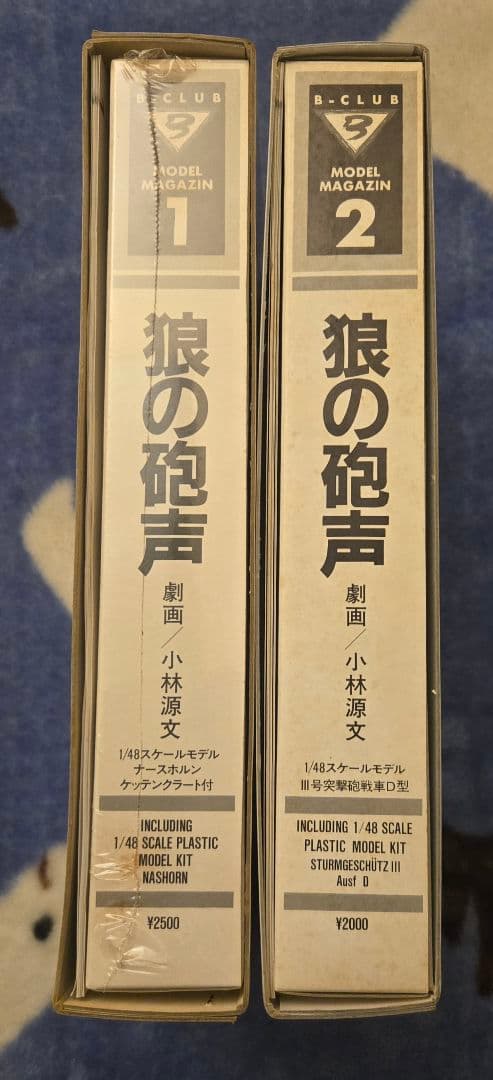 B-CLUB
B
MODEL
MAGAZIN
1
狼の砲声
劇画／小林源文
1/48スケールモデル
ナースホルン
ケッテンクラート付
INCLUDING
1/48 SCALE PLASTIC
MODEL KIT
NASHORN
¥2500
B-CLUB
B
MODEL
MAGAZIN
2
狼の砲声
劇画／小林源文
1/48スケールモデル
III号突撃砲戦車D型
INCLUDING 1/48 SCALE
PLASTIC MODEL KIT
STURMGESCHÜTZ III
Ausf D
¥2000